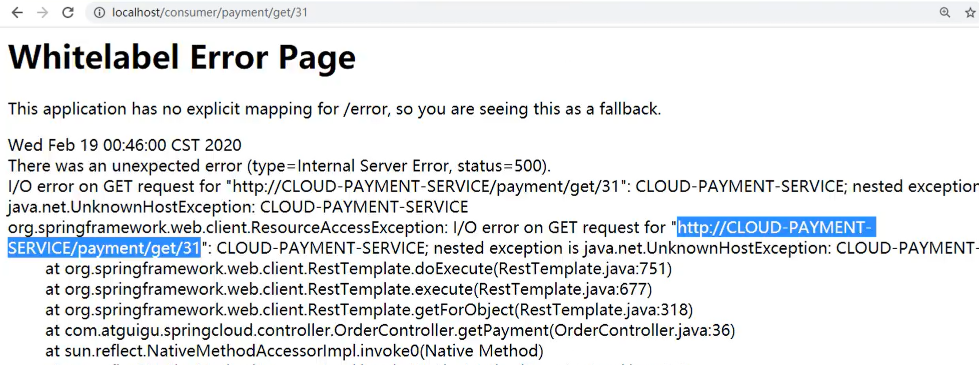 localhost/consumer/payment/get/31
Whitelabel Error Page
This application has no explicit mapping for /error, so you are seeing this as a fallback.
Wed Feb 19 00:46:00 CST 2020
There was an unexpected error (type=Internal Server Error, status=500).
I/O error on GET request for "http://CLOUD-PAYMENT-SERVICE/payment/get/31": CLOUD-PAYMENT-SERVICE; nested exception
java.net.UnknownHostException: CLOUD-PAYMENT-SERVICE
org.springframework.web.client.ResourceAccessException: I/O error on GET request for "http://CLOUD-PAYMENT-
SERVICE/payment/get/31": CLOUD-PAYMENT-SERVICE; nested exception is java.net.UnknownHostException: CLOUD-PAYMENT-
at org.springframework.web.client.RestTemplate.doExecute(RestTemplate.java:751)
at org.springframework.web.client.RestTemplate.execute(RestTemplate.java:677)
at org.springframework.web.client.RestTemplate.getForObject(RestTemplate.java:318)
at com.atguigu.springcloud.controller.OrderController.getPayment(OrderController.java:36)
at sun.reflect.NativeMethodAccessorImpl.invoke0(Native Method)